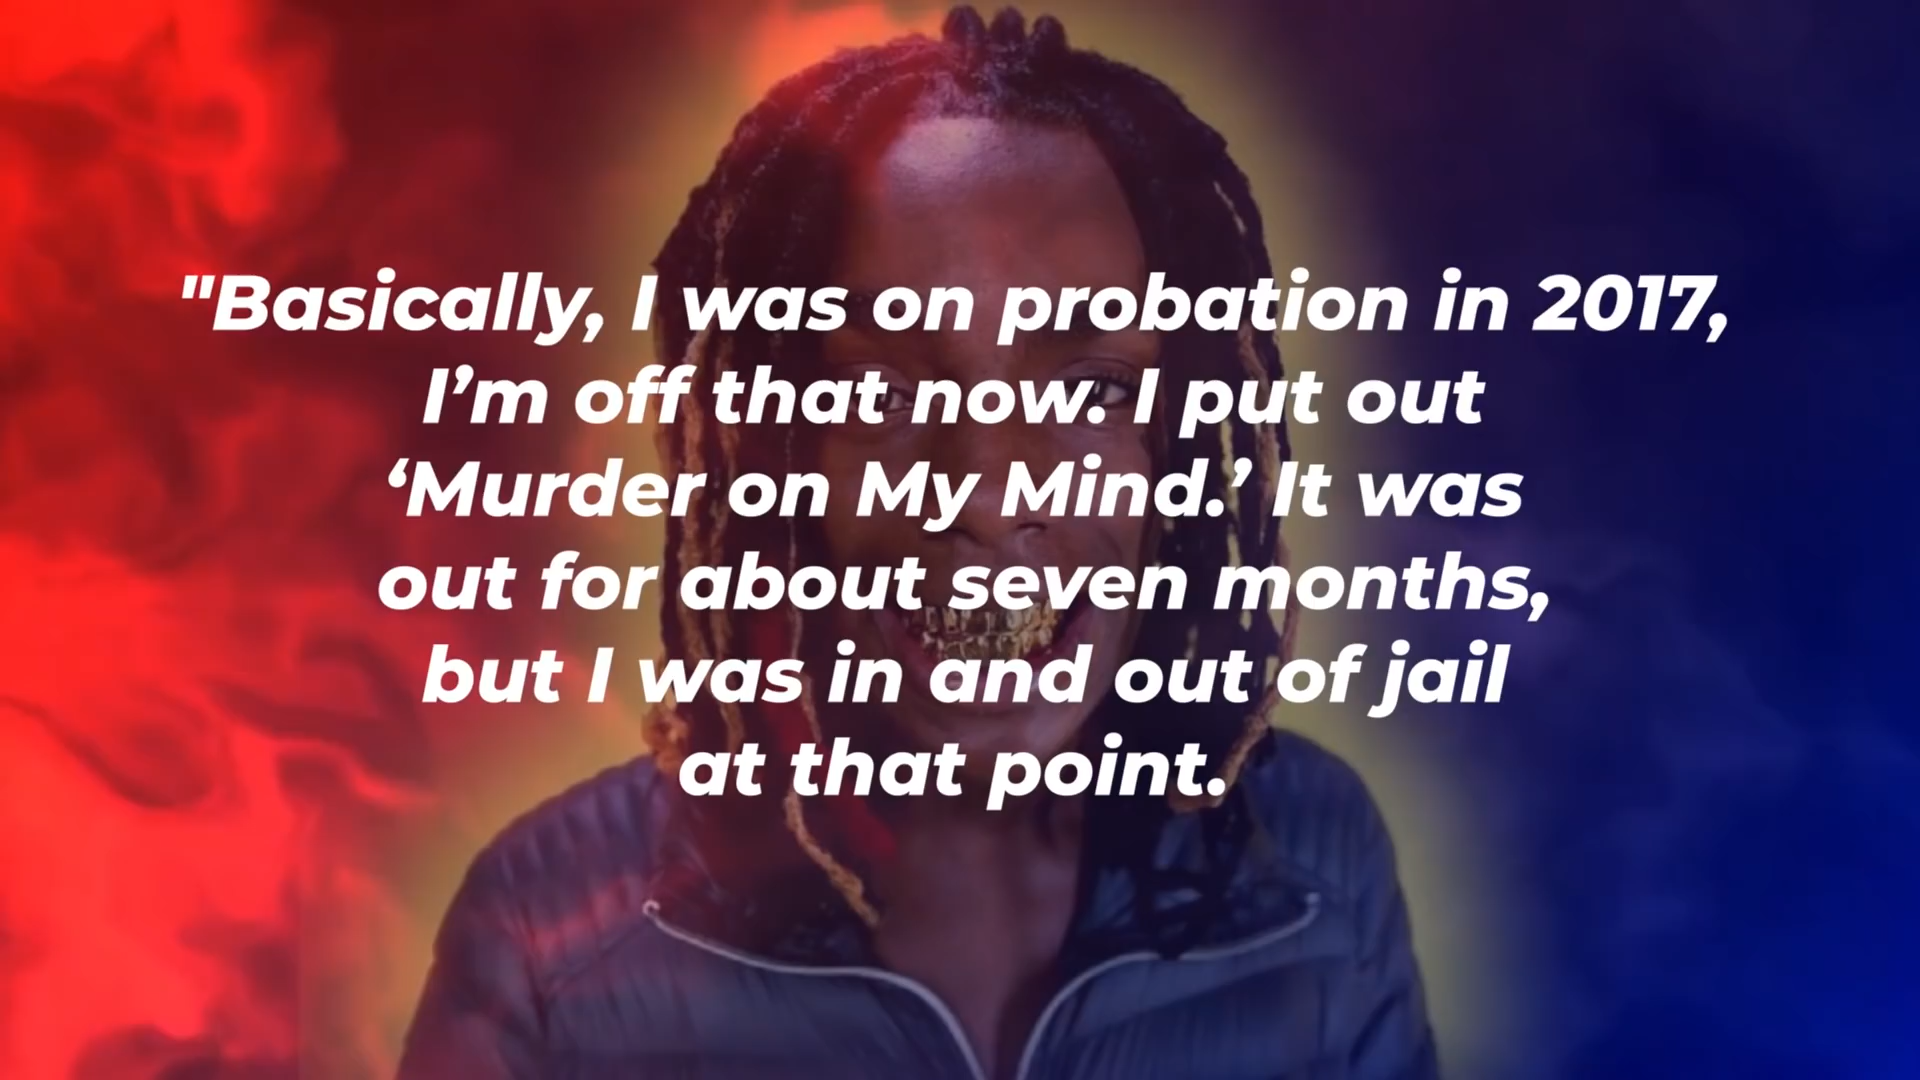 "Basically, I was on probation in 2017,
I’m off that now. I put out
‘Murder on My Mind.’ It was
out for about seven months,
but I was in and out of jail
at that point.